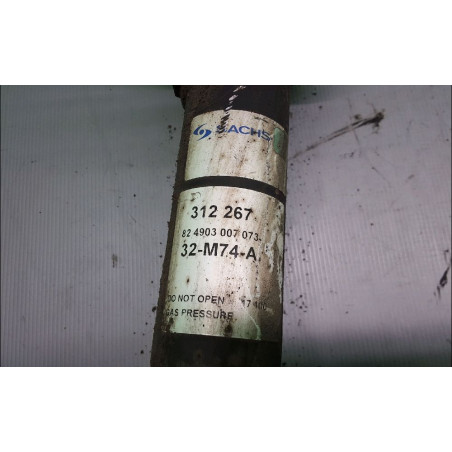 SACHS
312 267
82 4903 007 073-
32-M74-A
DO NOT OPEN
GAS PRESSURE